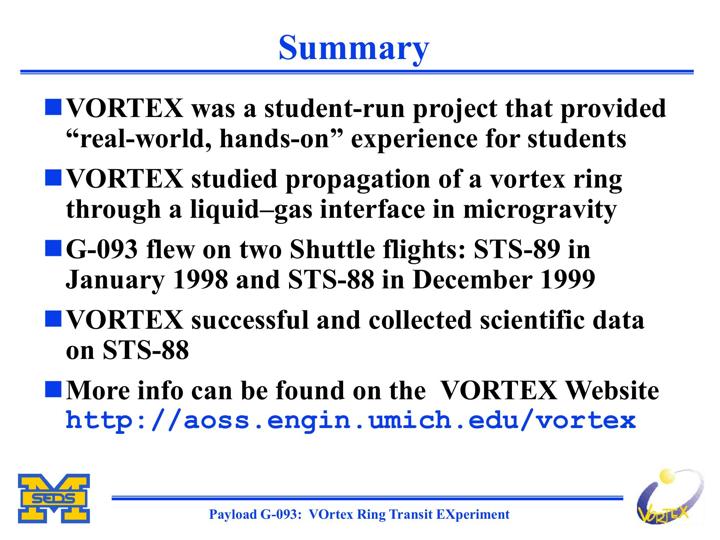 Summary
VORTEX was a student-run project that provided
“real-world, hands-on” experience for students
VORTEX studied propagation of a vortex ring
through a liquid–gas interface in microgravity
G-093 flew on two Shuttle flights: STS-89 in
January 1998 and STS-88 in December 1999
VORTEX successful and collected scientific data
on STS-88
More info can be found on the  VORTEX Website
http://aoss.engin.umich.edu/vortex
M
SEDS
Payload G-093:  VOrtex Ring Transit EXperiment
VORTEX